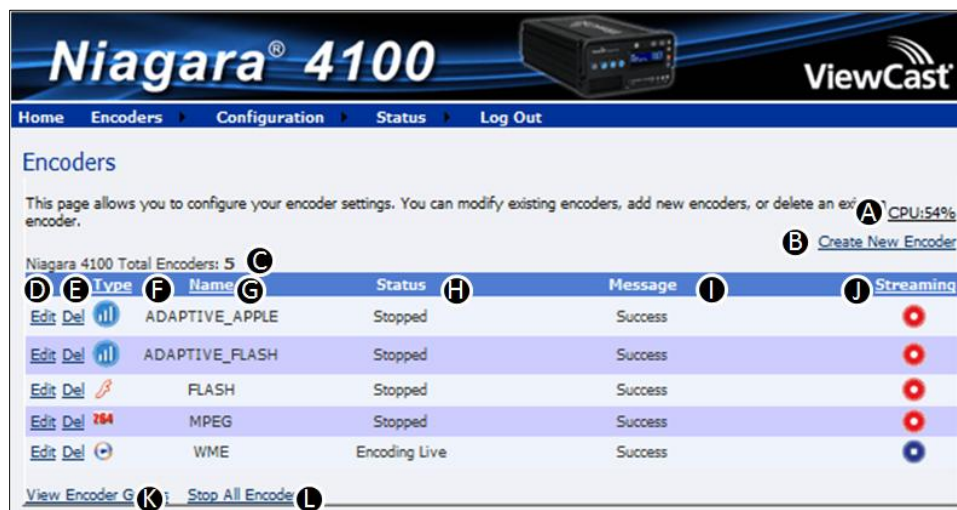 Niagara® 4100
ViewCast
Home Encoders Configuration Status Log Out
Encoders
This page allows you to configure your encoder settings. You can modify existing encoders, add new encoders, or delete an
encoder.
A CPU:54%
B Create New Encoder
Niagara 4100 Total Encoders: 5 C
D E Type F Name G Status H Message I J Streaming
Edit Del ADAPTIVE_APPLE Stopped Success
Edit Del ADAPTIVE_FLASH Stopped Success
Edit Del FLASH Stopped Success
Edit Del 264 MPEG Stopped Success
Edit Del WME Encoding Live Success
View Encoder K Stop All L